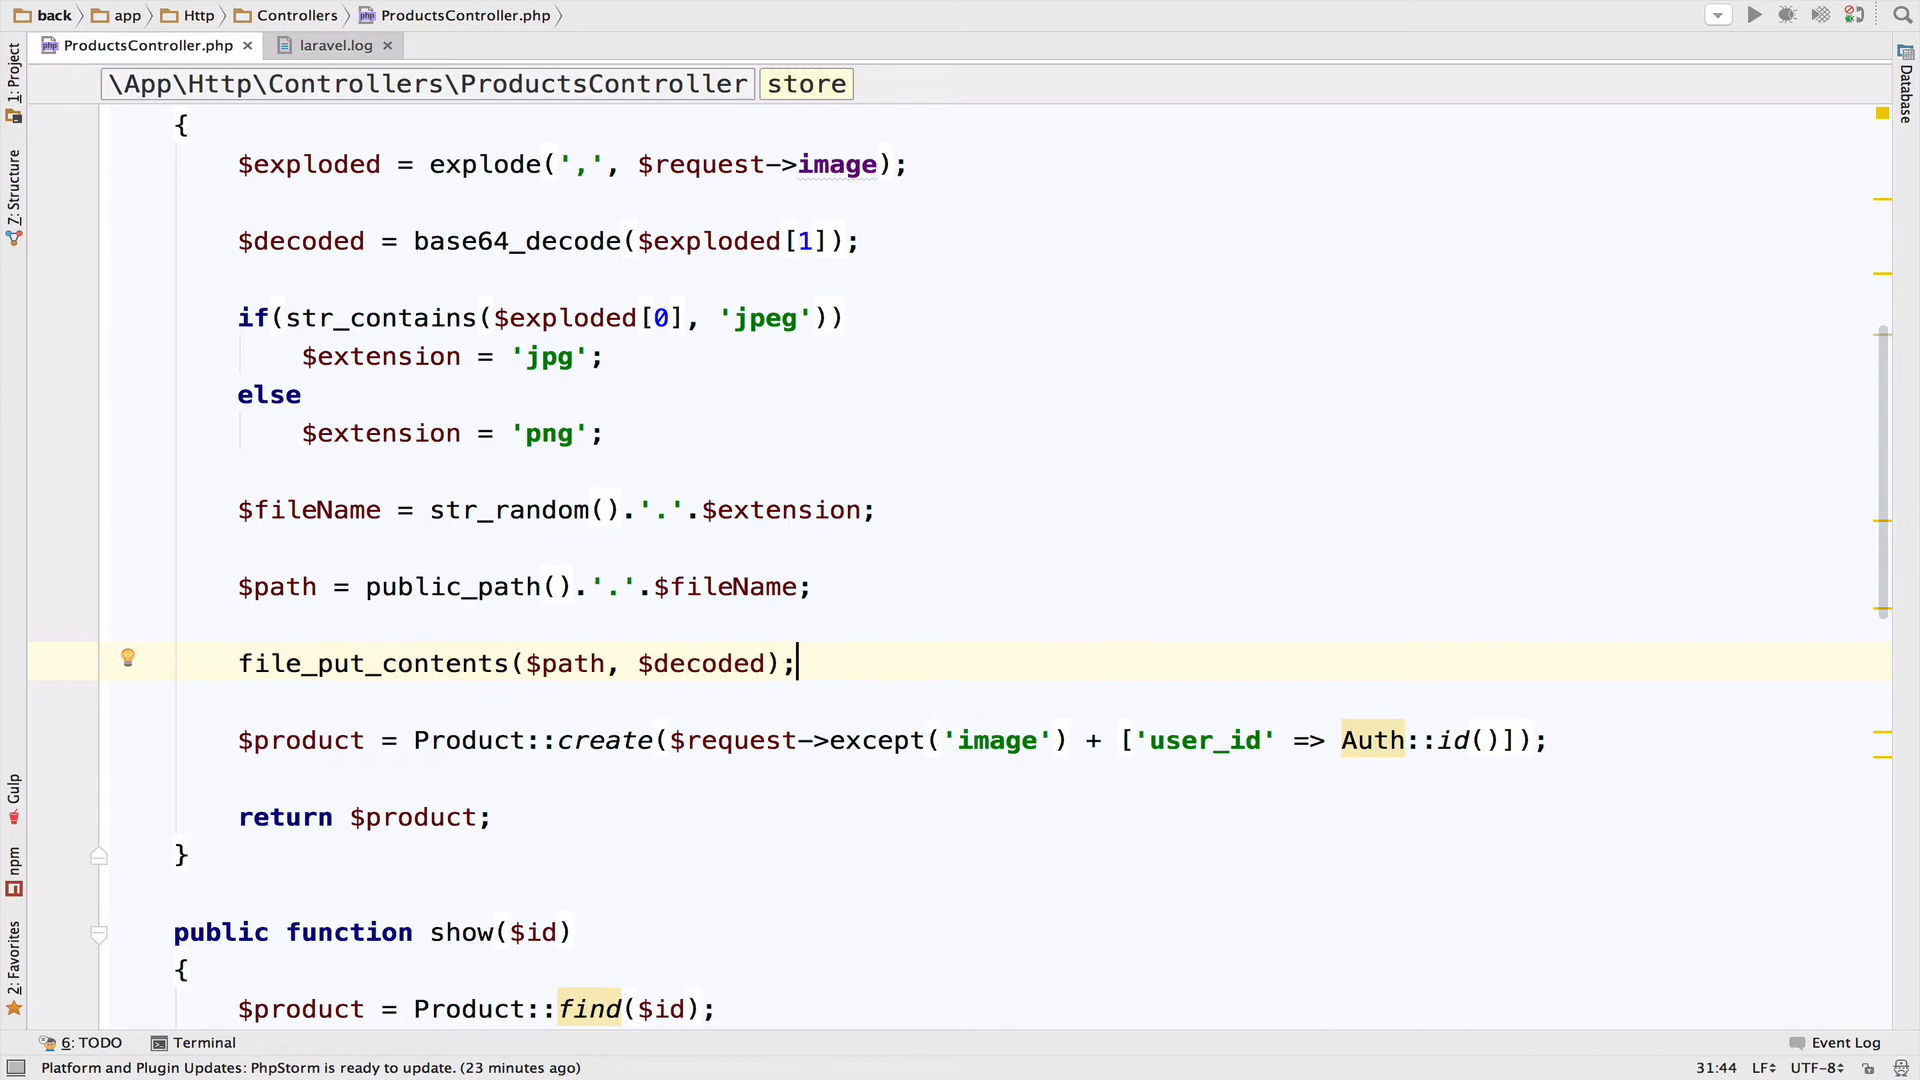 back app Http Controllers ProductsController.php
ProductsController.php laravel.log
\App\Http\Controllers\ProductsController store
{
$exploded = explode(',', $request->image);
$decoded = base64_decode($exploded[1]);
if(str_contains($exploded[0], 'jpeg'))
$extension = 'jpg';
else
$extension = 'png';
$fileName = str_random().'.'.$extension;
$path = public_path().'.'.$fileName;
file_put_contents($path, $decoded);
$product = Product::create($request->except('image') + ['user_id' => Auth::id()]);
return $product;
}
public function show($id)
{
$product = Product::find($id);
1: Project
7: Structure
Gulp
npm
2: Favorites
Database
6: TODO Terminal Event Log
Platform and Plugin Updates: PhpStorm is ready to update. (23 minutes ago) 31:44 LF UTF-8